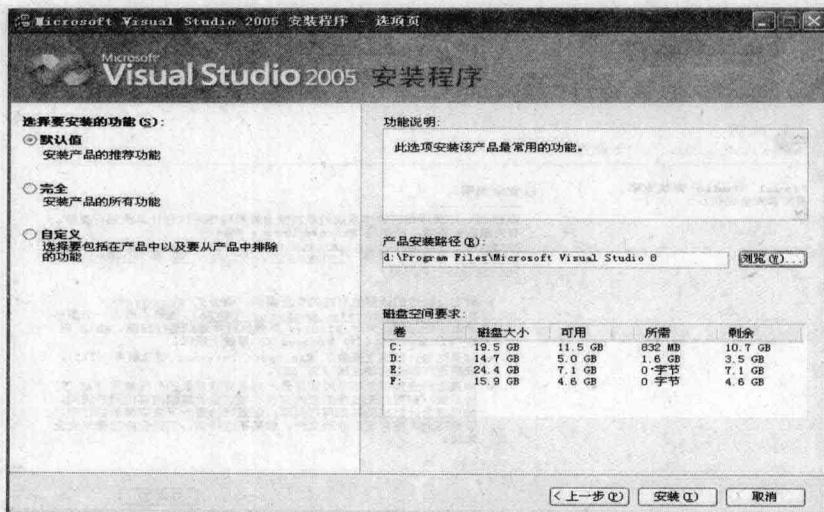 Microsoft Visual Studio 2005 安装程序 - 选项页
Microsoft
Visual Studio 2005 安装程序
选择要安装的功能(S):
默认值
安装产品的推荐功能
完全
安装产品的所有功能
自定义
选择要包括在产品中以及要从产品中排除
的功能
功能说明:
此选项安装该产品最常用的功能。
产品安装路径(R):
d:\Program Files\Microsoft Visual Studio 8
浏览(W)...
磁盘空间要求:
卷 磁盘大小 可用 所需 剩余
C: 19.5 GB 11.5 GB 832 MB 10.7 GB
D: 14.7 GB 5.0 GB 1.6 GB 3.5 GB
E: 24.4 GB 7.1 GB 0 字节 7.1 GB
F: 15.9 GB 4.6 GB 0 字节 4.6 GB
<上一步(P) 安装(I) 取消